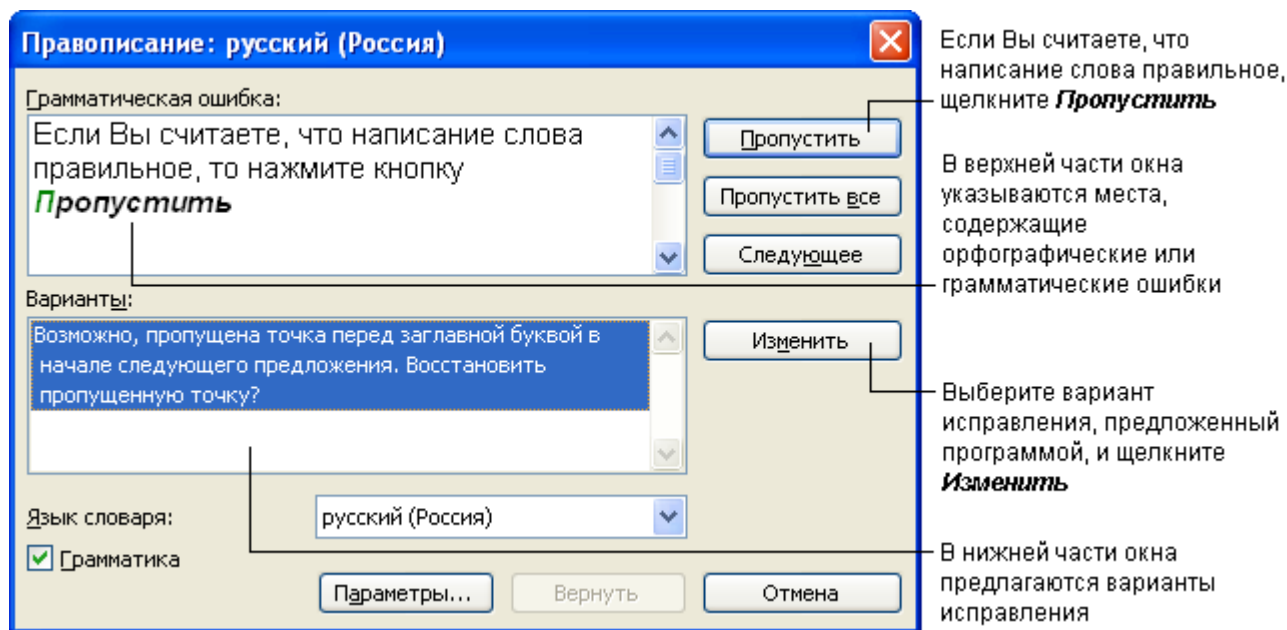 Правописание: русский (Россия)
Грамматическая ошибка:
Если Вы считаете, что написание слова
правильное, то нажмите кнопку
Пропустить
Пропустить
Пропустить все
Следующее
Варианты:
Возможно, пропущена точка перед заглавной буквой в
начале следующего предложения. Восстановить
пропущенную точку?
Изменить
Язык словаря:
русский (Россия)
Грамматика
Параметры...
Вернуть
Отмена
Если Вы считаете, что
написание слова правильное,
щелкните Пропустить
В верхней части окна
указываются места,
содержащие
орфографические или
грамматические ошибки
Выберите вариант
исправления, предложенный
программой, и щелкните
Изменить
В нижней части окна
предлагаются варианты
исправления